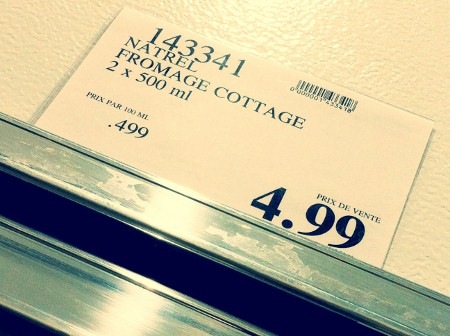 143341
NATREL
FROMAGE COTTAGE
2 x 500 ml
PRIX PAR 100 ML
.499
PRIX DE VENTE
4.99